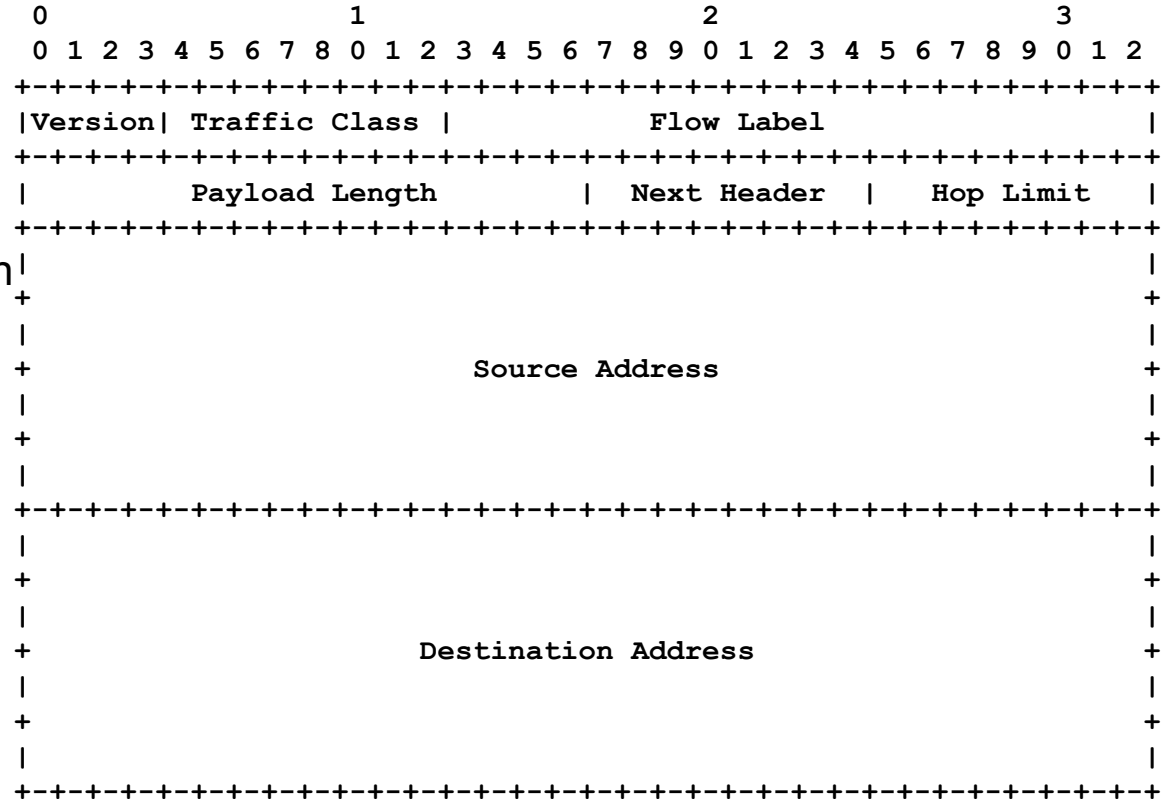 0                 1                   2                   3
 0 1 2 3 4 5 6 7 8 0 1 2 3 4 5 6 7 8 9 0 1 2 3 4 5 6 7 8 9 0 1 2
+-+-+-+-+-+-+-+-+-+-+-+-+-+-+-+-+-+-+-+-+-+-+-+-+-+-+-+-+-+-+-+-+
|Version| Traffic Class |           Flow Label                  |
+-+-+-+-+-+-+-+-+-+-+-+-+-+-+-+-+-+-+-+-+-+-+-+-+-+-+-+-+-+-+-+-+
|         Payload Length        |  Next Header  |   Hop Limit   |
+-+-+-+-+-+-+-+-+-+-+-+-+-+-+-+-+-+-+-+-+-+-+-+-+-+-+-+-+-+-+-+-+
n|                                                               |
+                                                               +
|                                                               |
+                         Source Address                        +
|                                                               |
+                                                               +
|                                                               |
+-+-+-+-+-+-+-+-+-+-+-+-+-+-+-+-+-+-+-+-+-+-+-+-+-+-+-+-+-+-+-+-+
|                                                               |
+                                                               +
|                                                               |
+                      Destination Address                      +
|                                                               |
+                                                               +
|                                                               |
+-+-+-+-+-+-+-+-+-+-+-+-+-+-+-+-+-+-+-+-+-+-+-+-+-+-+-+-+-+-+-+-+